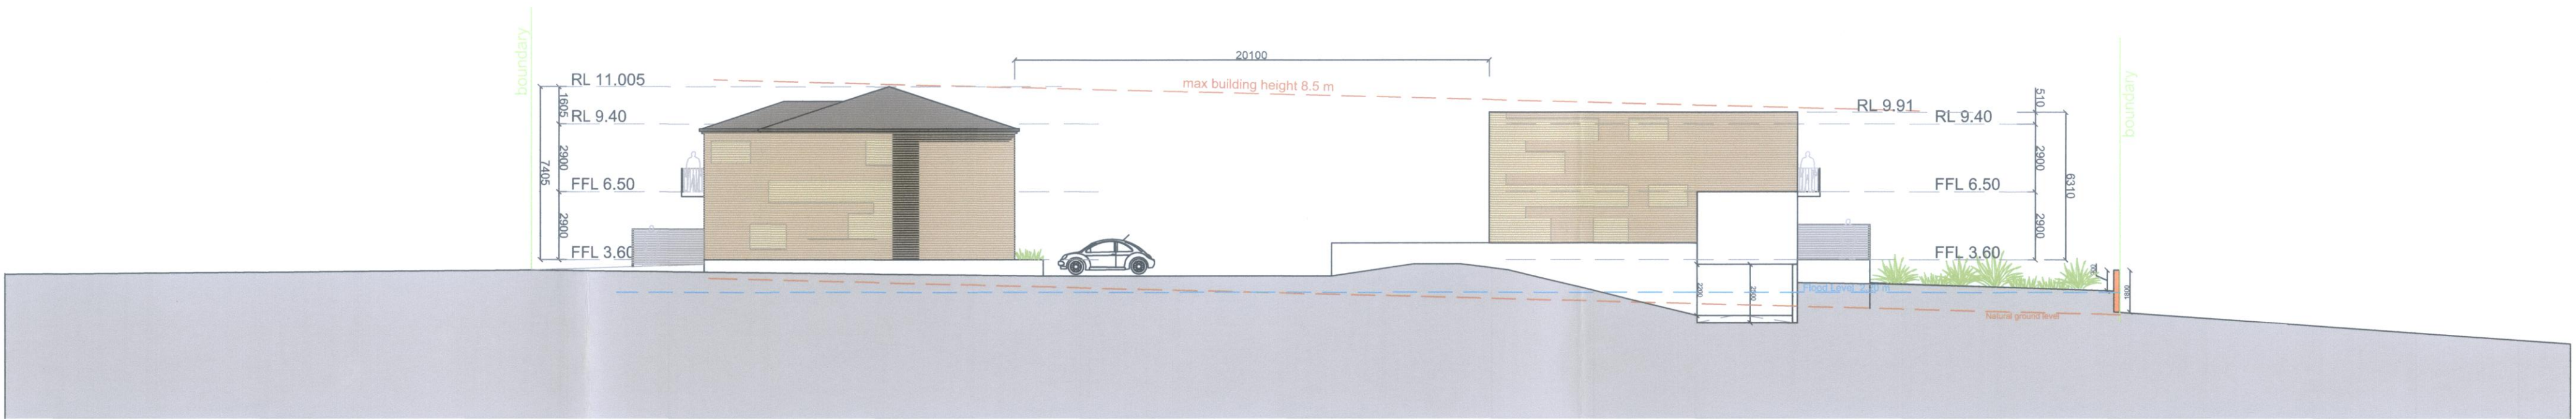 boundary
RL 11.005
1605
RL 9.40
2900
7405
FFL 6.50
2900
FFL 3.60
20100
max building height 8.5 m
RL 9.91
510
RL 9.40
2900
FFL 6.50
6310
2900
FFL 3.60
boundary
2200
2500
Natural ground level
1800